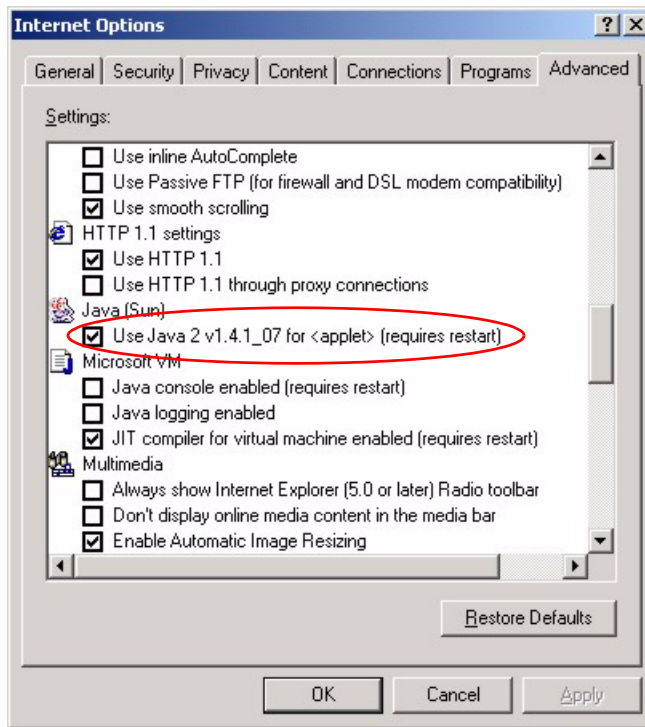 Internet Options
General Security Privacy Content Connections Programs Advanced
Settings:
Use inline AutoComplete
Use Passive FTP (for firewall and DSL modem compatibility)
Use smooth scrolling
HTTP 1.1 settings
Use HTTP 1.1
Use HTTP 1.1 through proxy connections
Java (Sun)
Use Java 2 v1.4.1_07 for <applet> (requires restart)
Microsoft VM
Java console enabled (requires restart)
Java logging enabled
JIT compiler for virtual machine enabled (requires restart)
Multimedia
Always show Internet Explorer (5.0 or later) Radio toolbar
Don't display online media content in the media bar
Enable Automatic Image Resizing
Restore Defaults
OK Cancel Apply